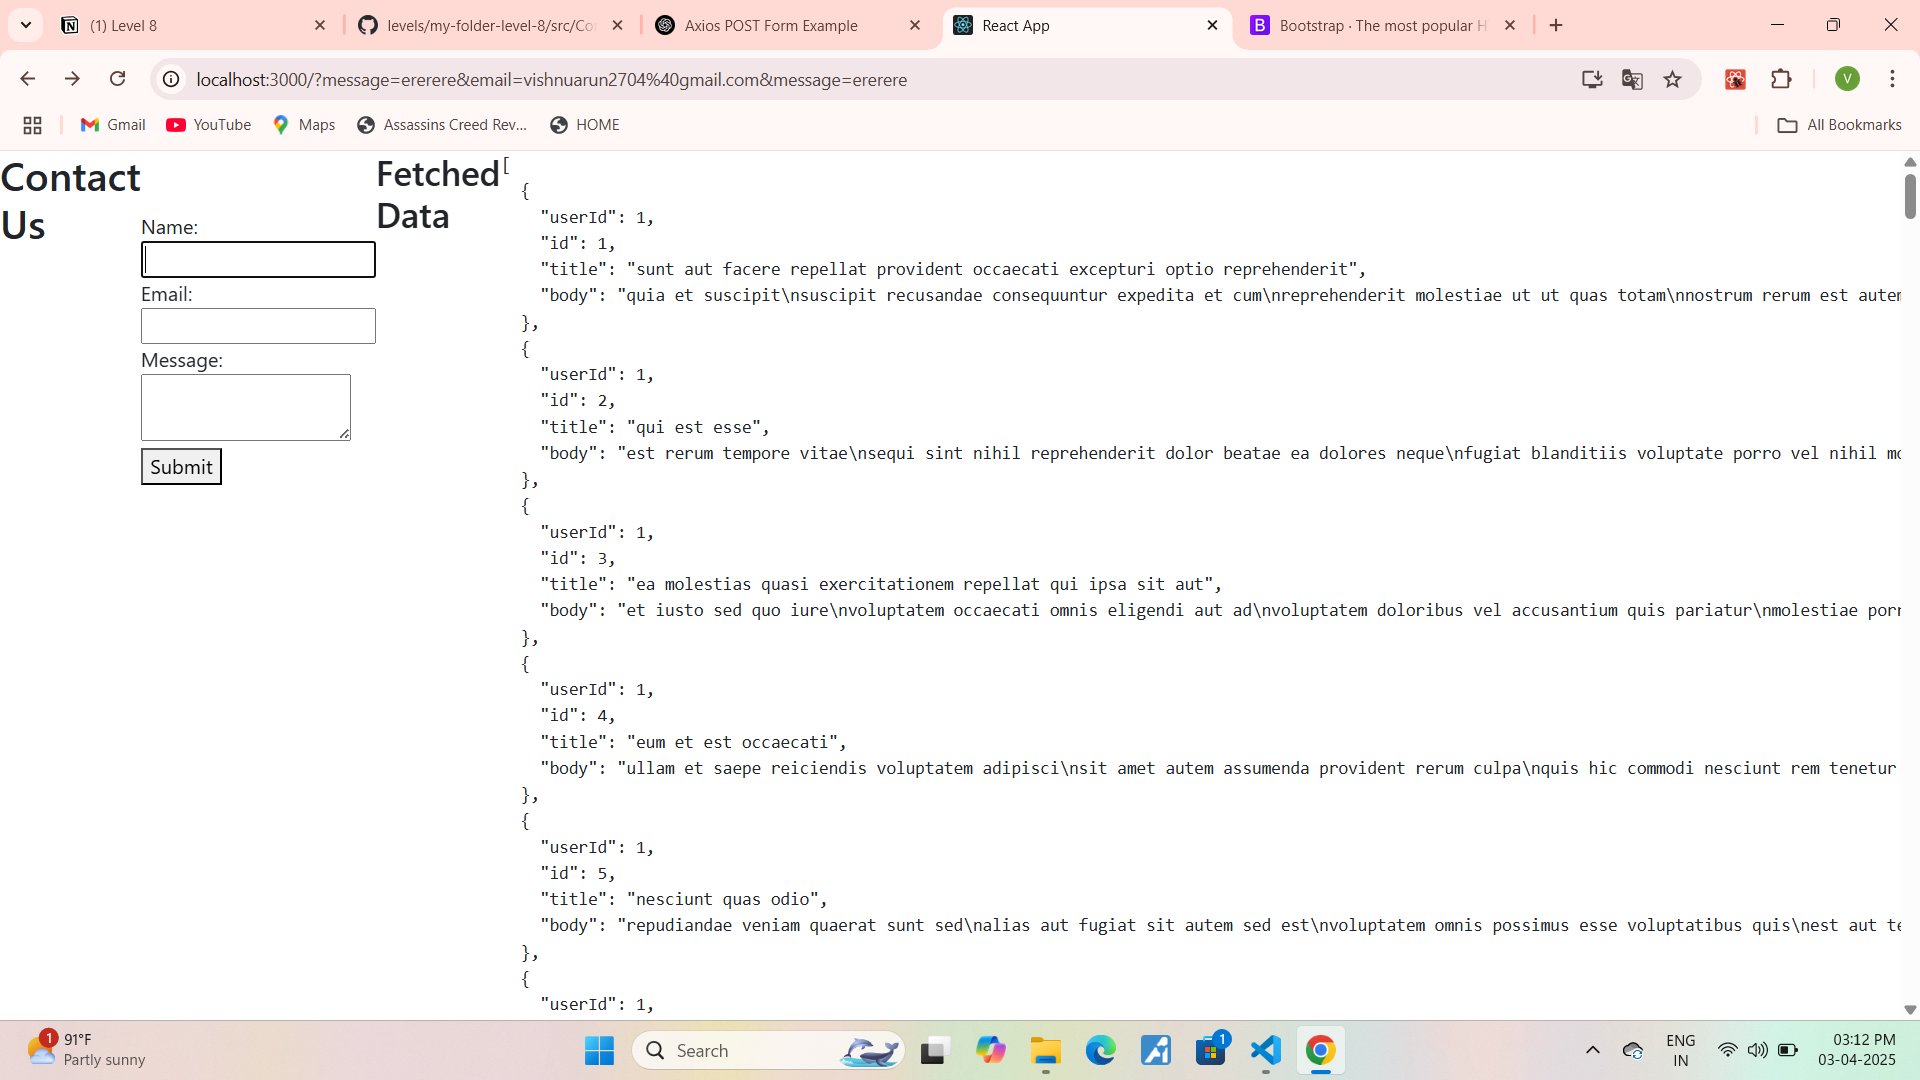 (1) Level 8
levels/my-folder-level-8/src/Co
Axios POST Form Example
React App
Bootstrap · The most popular H
localhost:3000/?message=ererere&email=vishnuarun2704%40gmail.com&message=ererere
V
Gmail
YouTube
Maps
Assassins Creed Rev...
HOME
All Bookmarks
Contact
Us
Name:
Email:
Message:
Submit
Fetched
Data
[
{
"userId": 1,
"id": 1,
"title": "sunt aut facere repellat provident occaecati excepturi optio reprehenderit",
"body": "quia et suscipit\nsuscipit recusandae consequuntur expedita et cum\nreprehenderit molestiae ut ut quas totam\nnostrum rerum est autem
},
{
"userId": 1,
"id": 2,
"title": "qui est esse",
"body": "est rerum tempore vitae\nsequi sint nihil reprehenderit dolor beatae ea dolores neque\nfugiat blanditiis voluptate porro vel nihil mo
},
{
"userId": 1,
"id": 3,
"title": "ea molestias quasi exercitationem repellat qui ipsa sit aut",
"body": "et iusto sed quo iure\nvoluptatem occaecati omnis eligendi aut ad\nvoluptatem doloribus vel accusantium quis pariatur\nmolestiae porr
},
{
"userId": 1,
"id": 4,
"title": "eum et est occaecati",
"body": "ullam et saepe reiciendis voluptatem adipisci\nsit amet autem assumenda provident rerum culpa\nquis hic commodi nesciunt rem tenetur
},
{
"userId": 1,
"id": 5,
"title": "nesciunt quas odio",
"body": "repudiandae veniam quaerat sunt sed\nalias aut fugiat sit autem sed est\nvoluptatem omnis possimus esse voluptatibus quis\nest aut te
},
{
"userId": 1,
1
91°F
Partly sunny
Search
1
ENG
IN
03:12 PM
03-04-2025